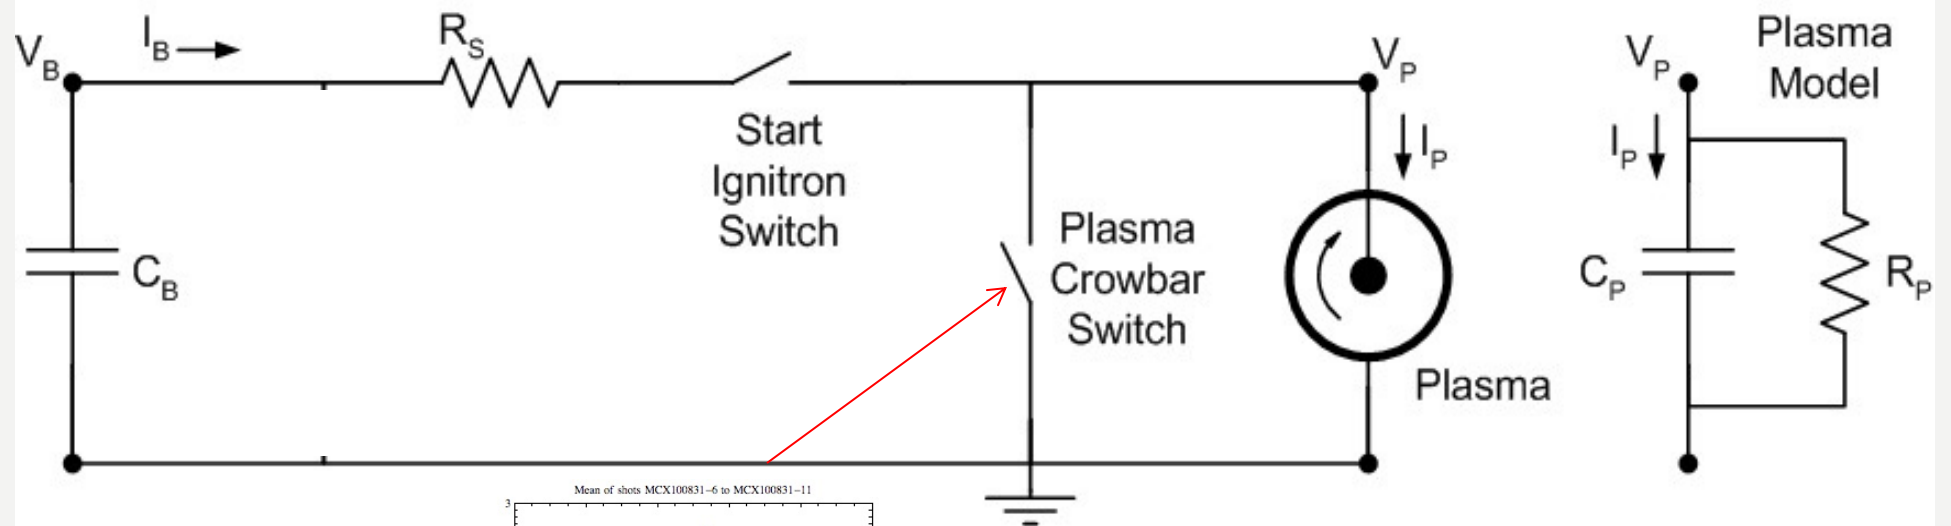 V_B
I_B
R_S
Start
Ignitron
Switch
Plasma
Crowbar
Switch
V_P
I_P
Plasma
C_B
V_P
I_P
Plasma
Model
C_P
R_P
Mean of shots MCX100831−6 to MCX100831−11
3